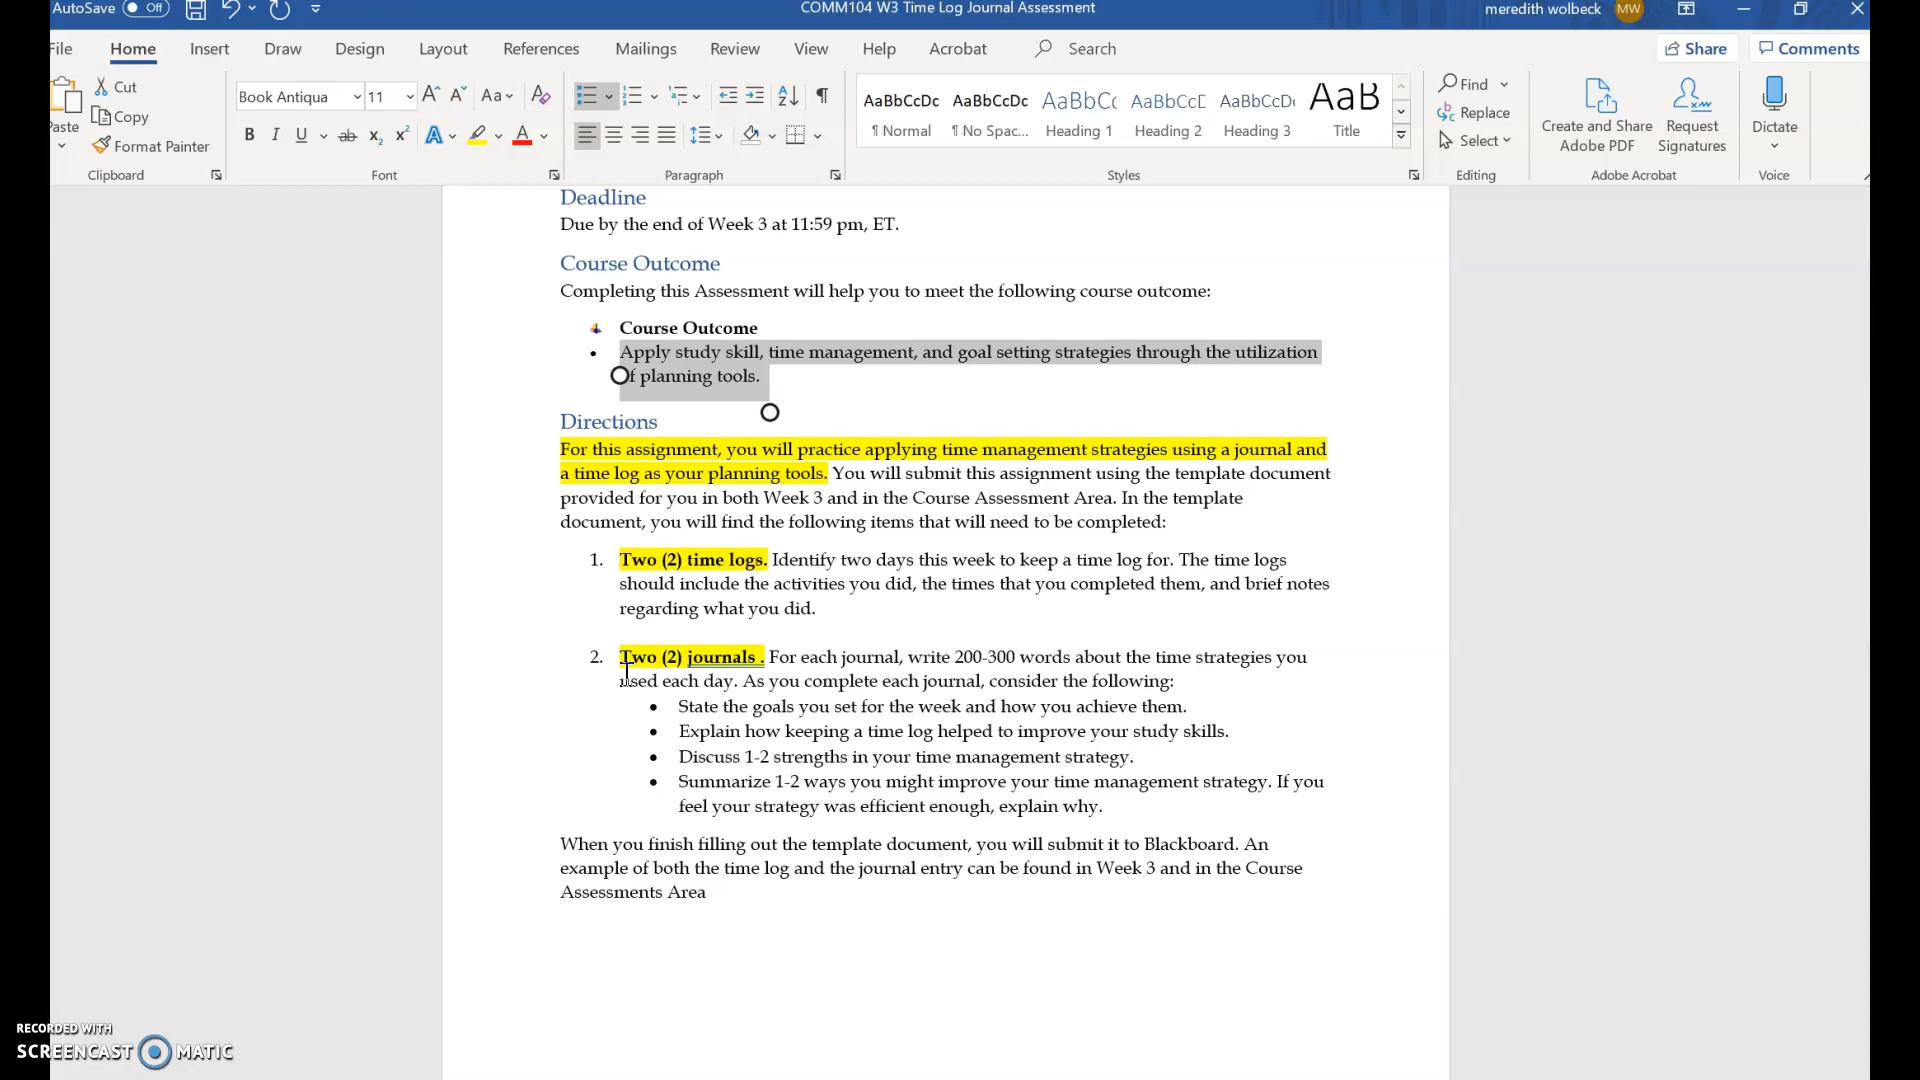 AutoSave Off COMM104 W3 Time Log Journal Assessment meredith wolbeck MW
File Home Insert Draw Design Layout References Mailings Review View Help Acrobat Search Share Comments
Paste Cut Copy Format Painter Clipboard
Book Antiqua 11 Aa Font
Paragraph
AaBbCcDc AaBbCcDc AaBbCc AaBbCcD AaBbCcDc AaB
¶ Normal ¶ No Spac... Heading 1 Heading 2 Heading 3 Title
Styles
Find Replace Select Editing
Create and Share Adobe PDF Request Signatures Adobe Acrobat
Dictate Voice
Deadline
Due by the end of Week 3 at 11:59 pm, ET.
Course Outcome
Completing this Assessment will help you to meet the following course outcome:
Course Outcome
• Apply study skill, time management, and goal setting strategies through the utilization
of planning tools.
Directions
For this assignment, you will practice applying time management strategies using a journal and
a time log as your planning tools. You will submit this assignment using the template document
provided for you in both Week 3 and in the Course Assessment Area. In the template
document, you will find the following items that will need to be completed:
1. Two (2) time logs. Identify two days this week to keep a time log for. The time logs
should include the activities you did, the times that you completed them, and brief notes
regarding what you did.
2. Two (2) journals . For each journal, write 200-300 words about the time strategies you
used each day. As you complete each journal, consider the following:
• State the goals you set for the week and how you achieve them.
• Explain how keeping a time log helped to improve your study skills.
• Discuss 1-2 strengths in your time management strategy.
• Summarize 1-2 ways you might improve your time management strategy. If you
feel your strategy was efficient enough, explain why.
When you finish filling out the template document, you will submit it to Blackboard. An
example of both the time log and the journal entry can be found in Week 3 and in the Course
Assessments Area
RECORDED WITH
SCREENCAST MATIC